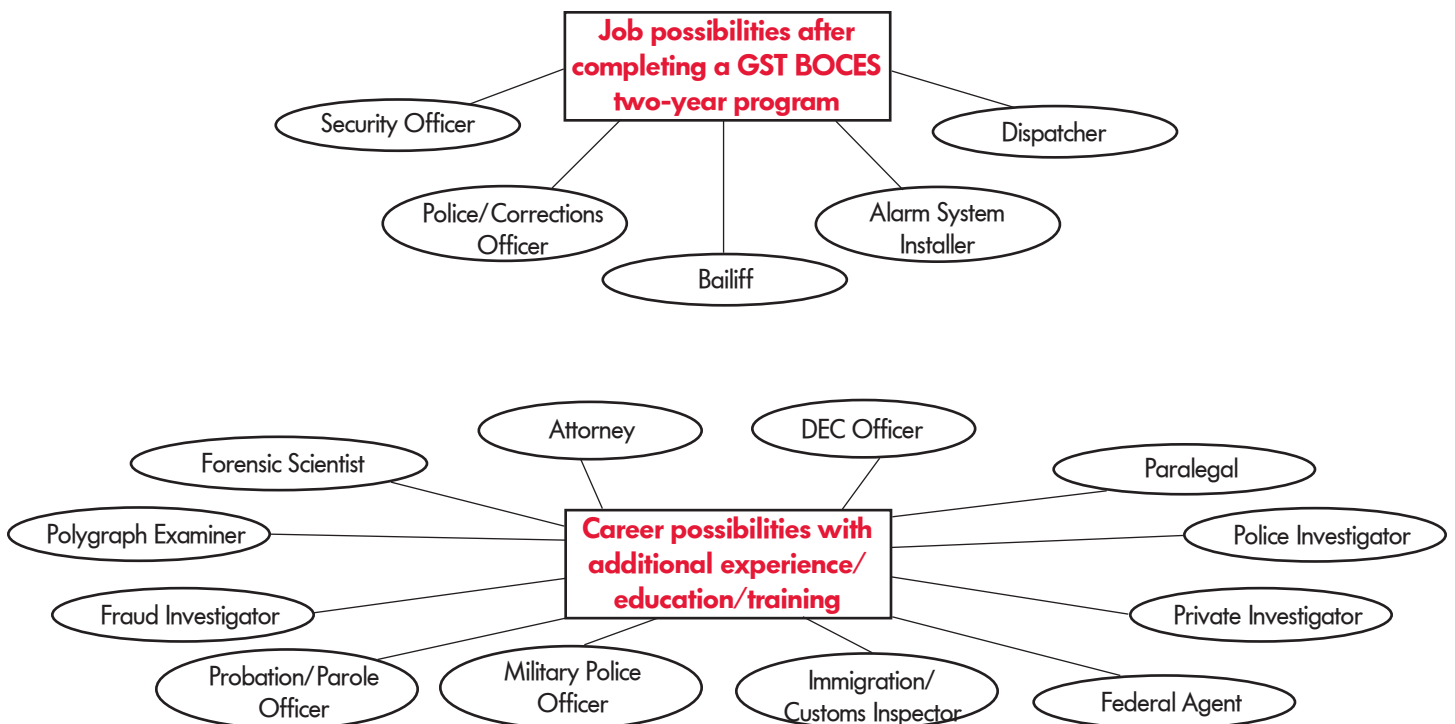 Job possibilities after
completing a GST BOCES
two-year program
Security Officer
Dispatcher
Police/Corrections
Officer
Alarm System
Installer
Bailiff
Attorney
DEC Officer
Forensic Scientist
Paralegal
Polygraph Examiner
Career possibilities with
additional experience/
education/training
Police Investigator
Fraud Investigator
Private Investigator
Probation/Parole
Officer
Military Police
Officer
Immigration/
Customs Inspector
Federal Agent